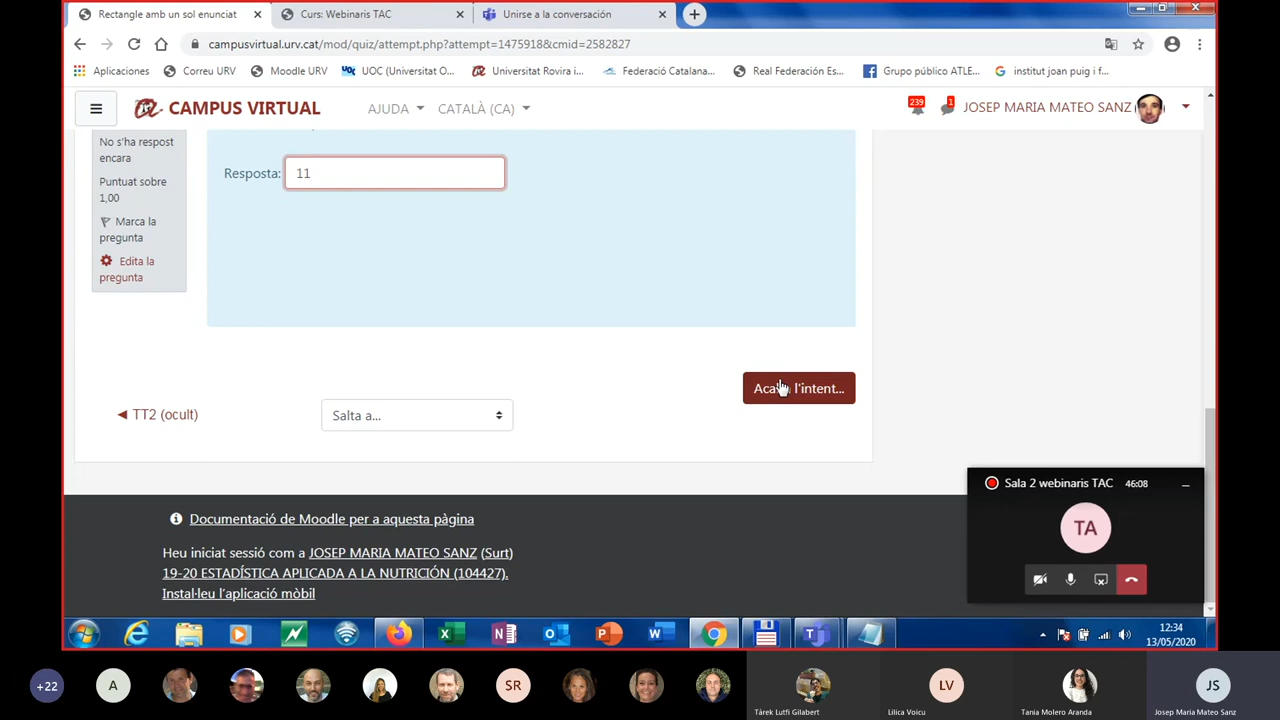 Rectangle amb un sol enunciat
Curs: Webinaris TAC
Unirse a la conversación
campusvirtual.urv.cat/mod/quiz/attempt.php?attempt=1475918&cmid=2582827
Aplicaciones
Correu URV
Moodle URV
UOC (Universitat O...
Universitat Rovira i...
Federació Catalana...
Real Federación Es...
Grupo público ATLE...
institut joan puig i f...
CAMPUS VIRTUAL
AJUDA
CATALÀ (CA)
239
1
JOSEP MARIA MATEO SANZ
No s'ha respost
encara
Puntuat sobre
1,00
Marca la
pregunta
Edita la
pregunta
Resposta: 11
l'intent...
TT2 (ocult)
Salta a...
Sala 2 webinaris TAC 46:08
TA
Documentació de Moodle per a aquesta pàgina
Heu iniciat sessió com a JOSEP MARIA MATEO SANZ (Surt)
19-20 ESTADÍSTICA APLICADA A LA NUTRICIÓN (104427).
Instal·leu l'aplicació mòbil
12:34
13/05/2020
+22
A
SR
LV
JS
Tárek Lutfi Gilabert
Lilica Voicu
Tania Molero Aranda
Josep Maria Mateo Sanz